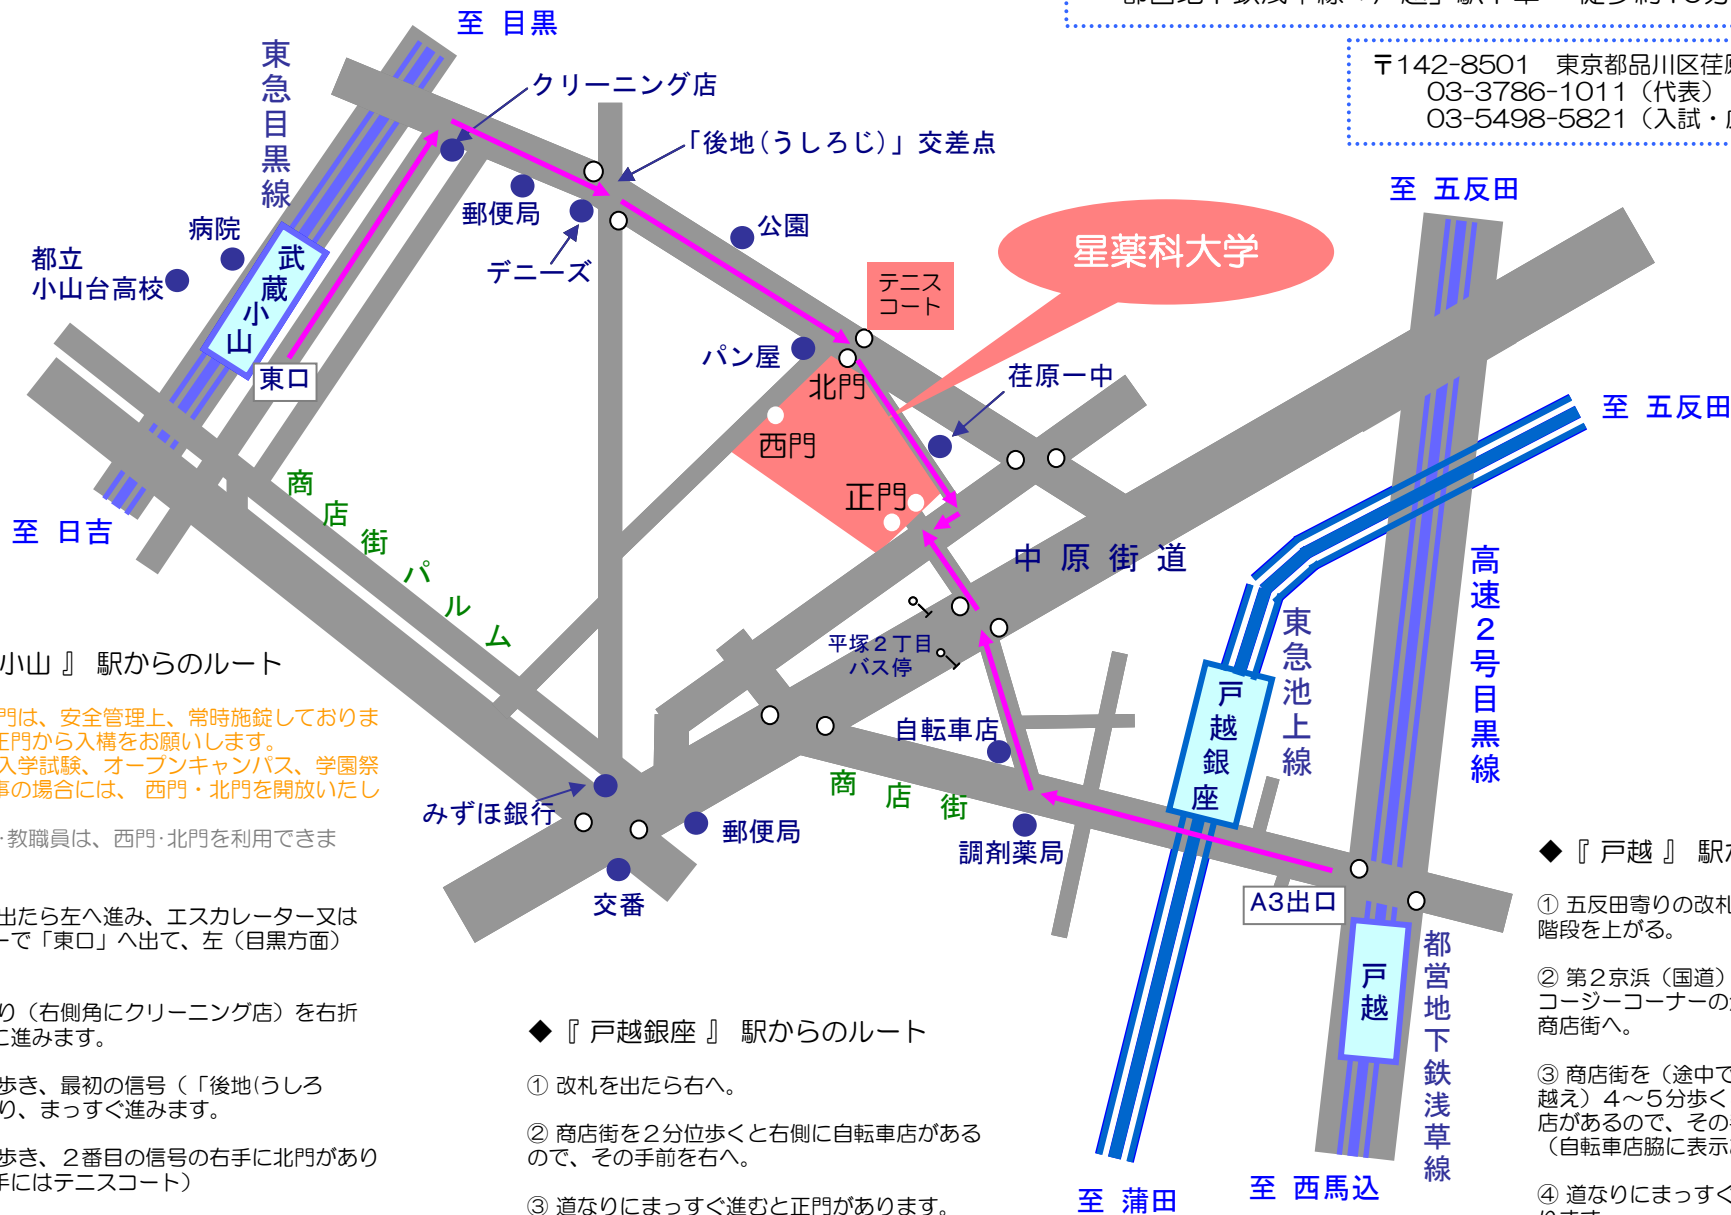 都営地下鉄浅草線
〒142-8501　東京都品川区荏原
03-3786-1011（代表）
03-5498-5821（入試・
至 目黒
東急目黒線
クリーニング店
「後地(うしろじ)」交差点
至 五反田
郵便局
公園
病院
都立
小山台高校
デニーズ
星薬科大学
テニス
コート
武蔵小山
東口
パン屋
北門
荏原一中
至 五反田
西門
正門
至 日吉
商店街パルム
中原街道
高速２号目黒線
東急池上線
平塚２丁目
バス停
戸越銀座
自転車店
商店街
みずほ銀行
郵便局
調剤薬局
交番
A3出口
戸越
都営地下鉄浅草線
至 蒲田
至 西馬込
小山 』 駅からのルート
門は、安全管理上、常時施錠しておりま
正門から入構をお願いします。
入学試験、オープンキャンパス、学園祭
事の場合には、 西門・北門を開放いたし
・教職員は、西門・北門を利用できま
出たら左へ進み、エスカレーター又は
ーで「東口」へ出て、左（目黒方面）
り（右側角にクリーニング店）を右折
に進みます。
歩き、最初の信号（「後地(うしろ
り、まっすぐ進みます。
歩き、２番目の信号の右手に北門があり
手にはテニスコート）
◆『 戸越銀座 』 駅からのルート
① 改札を出たら右へ。
② 商店街を２分位歩くと右側に自転車店がある
ので、その手前を右へ。
③ 道なりにまっすぐ進むと正門があります。
◆『 戸越 』 駅か
① 五反田寄りの改札
階段を上がる。
② 第２京浜（国道）
コージーコーナーの
商店街へ。
③ 商店街を（途中で
越え）４～５分歩く
店があるので、その
（自転車店脇に表示
④ 道なりにまっすぐ
ります。